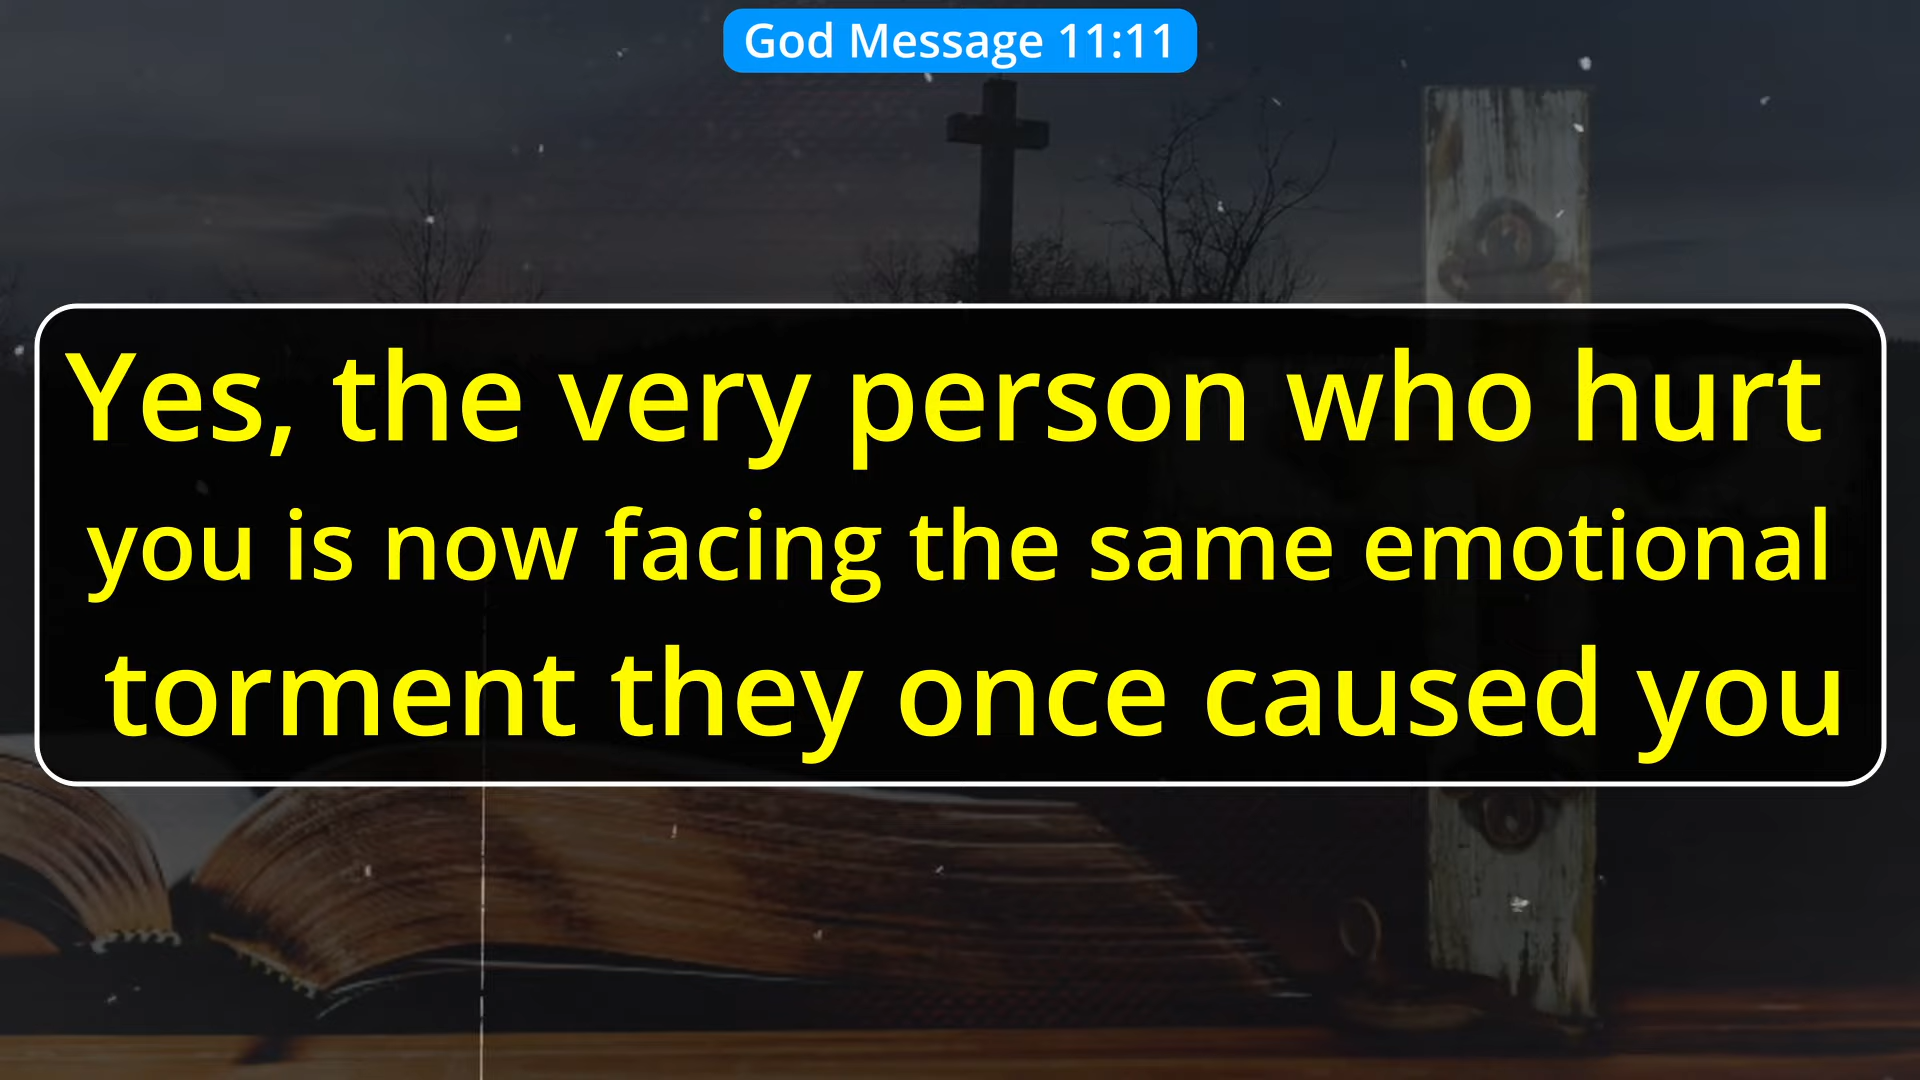 God Message 11:11
Yes, the very person who hurt
you is now facing the same emotional
torment they once caused you